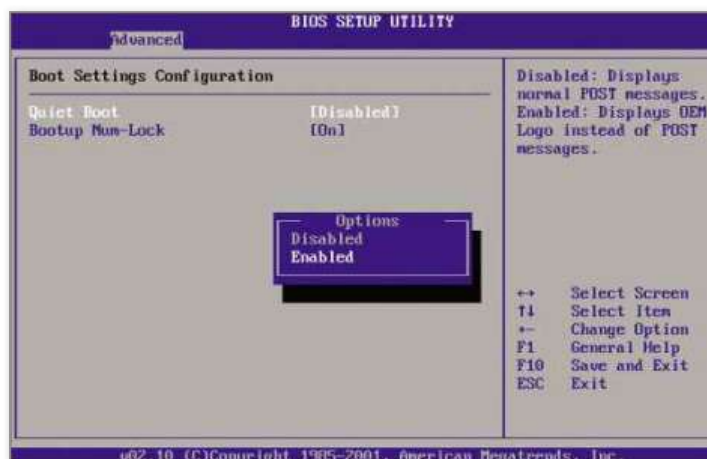 BIOS SETUP UTILITY
Advanced
Boot Settings Configuration
Quiet Boot [Disabled]
Bootup Num-Lock [On]
Options
Disabled
Enabled
Disabled: Displays
normal POST messages.
Enabled: Displays OEM
Logo instead of POST
messages.
↔ Select Screen
↑↓ Select Item
+- Change Option
F1 General Help
F10 Save and Exit
ESC Exit
v02.10 (C)Copyright 1985-2001, American Megatrends, Inc.